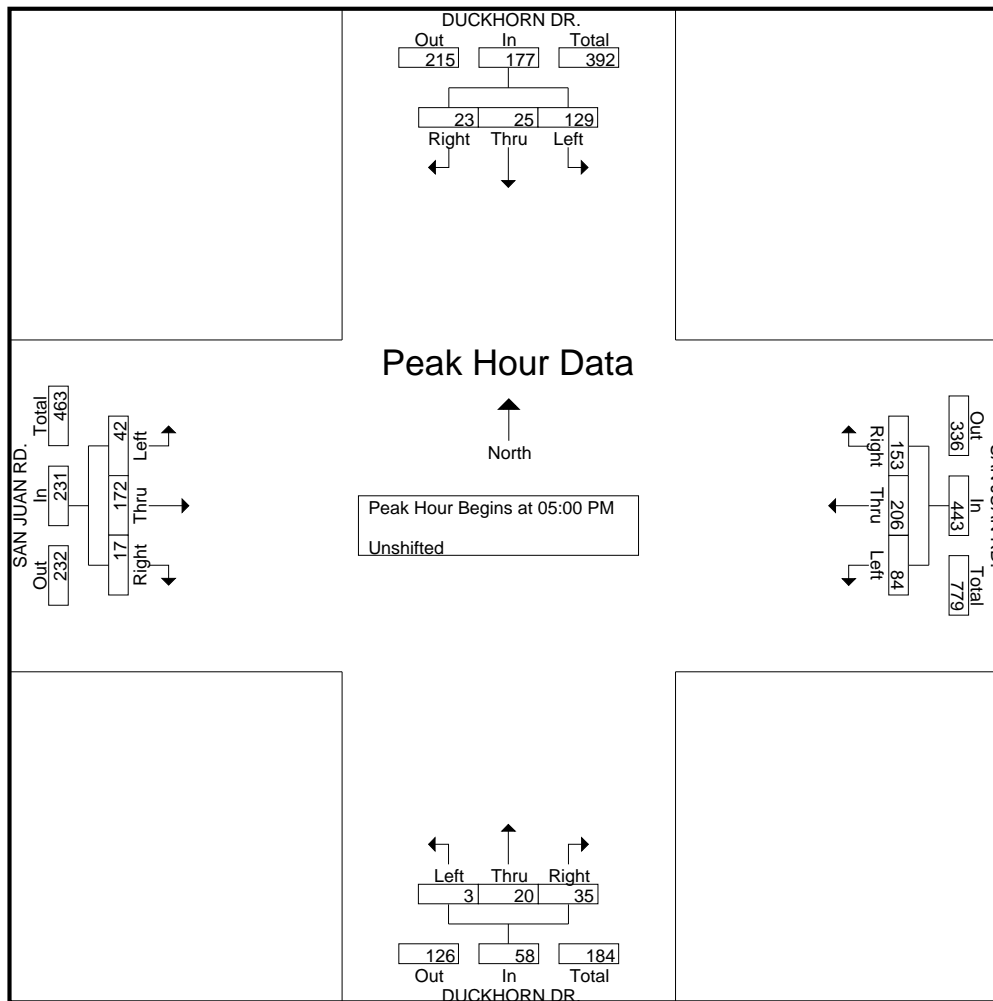 DUCKHORN DR.
Out In Total
215 177 392
23 25 129
Right Thru Left
Peak Hour Data
North
Peak Hour Begins at 05:00 PM
Unshifted
SAN JUAN RD.
Total In Out
463 231 232
42 172 17
Left Thru Right
Right Thru Left
153 206 84
336 443 779
Out In Total
Left Thru Right
3 20 35
126 58 184
Out In Total
DUCKHORN DR.